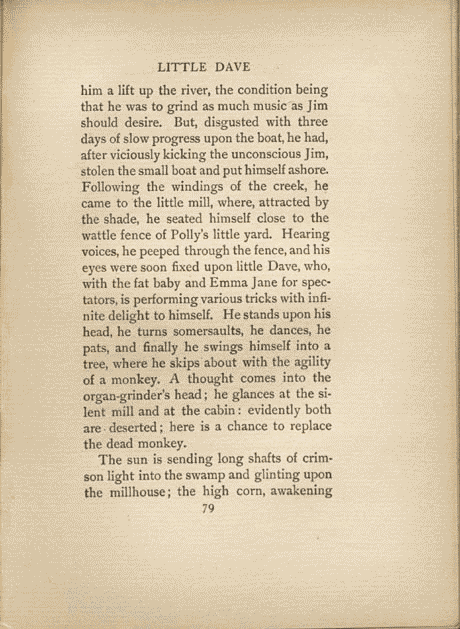 LITTLE DAVE
him a lift up the river, the condition being
that he was to grind as much music as Jim
should desire. But, disgusted with three
days of slow progress upon the boat, he had,
after viciously kicking the unconscious Jim,
stolen the small boat and put himself ashore.
Following the windings of the creek, he
came to the little mill, where, attracted by
the shade, he seated himself close to the
wattle fence of Polly's little yard. Hearing
voices, he peeped through the fence, and his
eyes were soon fixed upon little Dave, who,
with the fat baby and Emma Jane for spec-
tators, is performing various tricks with infi-
nite delight to himself. He stands upon his
head, he turns somersaults, he dances, he
pats, and finally he swings himself into a
tree, where he skips about with the agility
of a monkey. A thought comes into the
organ-grinder's head; he glances at the si-
lent mill and at the cabin: evidently both
are deserted; here is a chance to replace
the dead monkey.
The sun is sending long shafts of crim-
son light into the swamp and glinting upon
the millhouse; the high corn, awakening
79